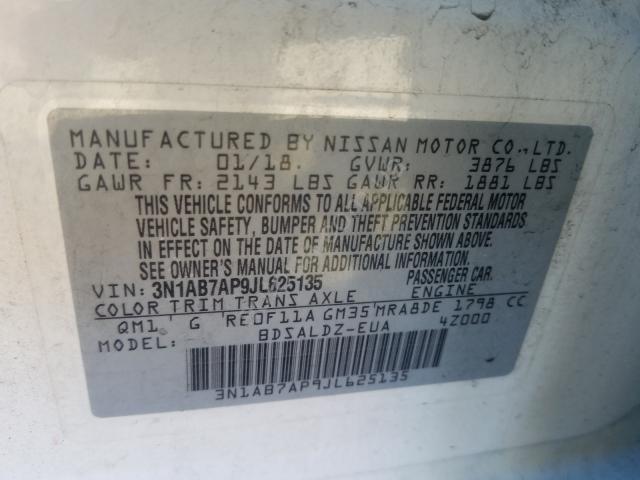 MANUFACTURED BY NISSAN MOTOR CO.,LTD.
DATE: 01/18. GVWR: 3876 LBS
GAWR FR: 2143 LBS GAWR RR: 1881 LBS
THIS VEHICLE CONFORMS TO ALL APPLICABLE FEDERAL MOTOR
VEHICLE SAFETY, BUMPER AND THEFT PREVENTION STANDARDS
IN EFFECT ON THE DATE OF MANUFACTURE SHOWN ABOVE.
SEE OWNER'S MANUAL FOR ADDITIONAL INFORMATION.
VIN: 3N1AB7AP9JL625135 PASSENGER CAR.
COLOR TRIM TRANS AXLE ENGINE
QM1 G RE0F11A GM35 MRA8DE 1798 CC
BDSALDZ-EUA 4Z000
3N1AB7AP9JL625135